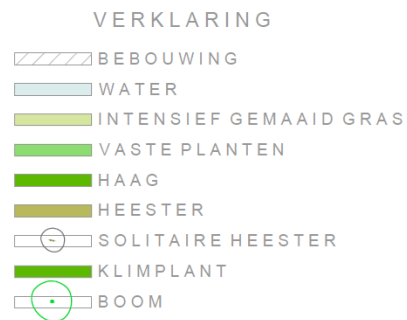 VERKLARING
BEBOUWING
WATER
INTENSIEF GEMAAID GRAS
VASTE PLANTEN
HAAG
HEESTER
SOLITAIRE HEESTER
KLIMPLANT
BOOM